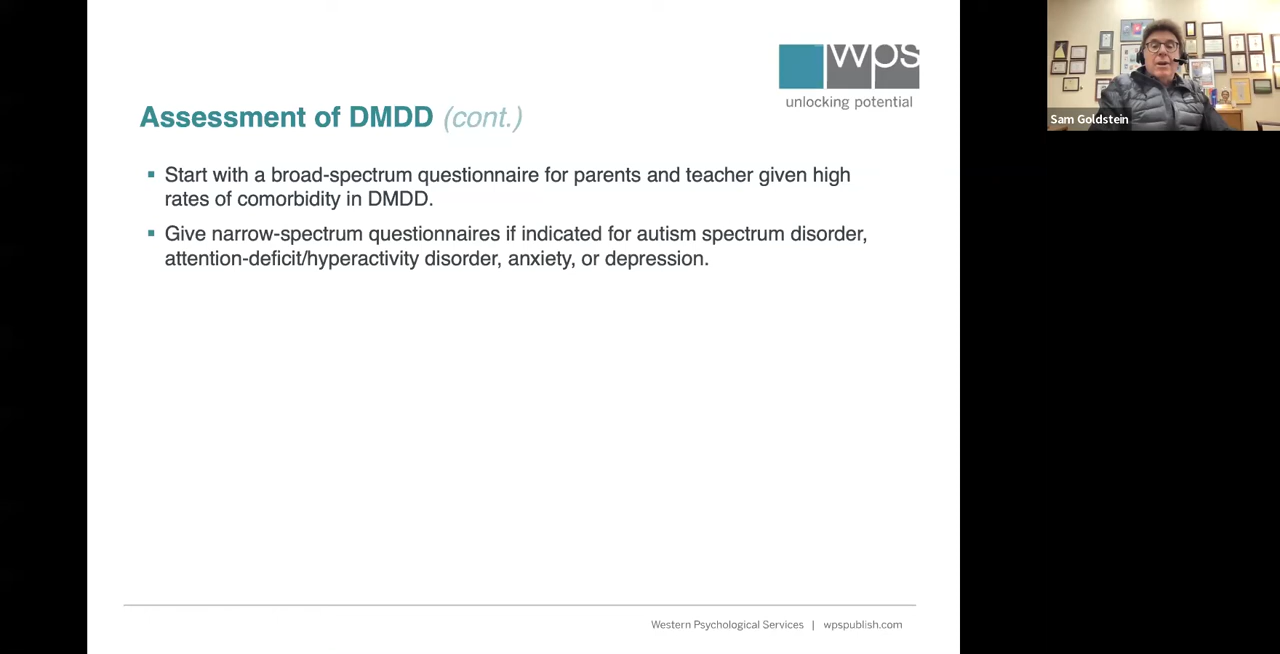 wps
unlocking potential
Sam Goldstein
Assessment of DMDD (cont.)
▪ Start with a broad-spectrum questionnaire for parents and teacher given high
rates of comorbidity in DMDD.
▪ Give narrow-spectrum questionnaires if indicated for autism spectrum disorder,
attention-deficit/hyperactivity disorder, anxiety, or depression.
Western Psychological Services | wpspublish.com